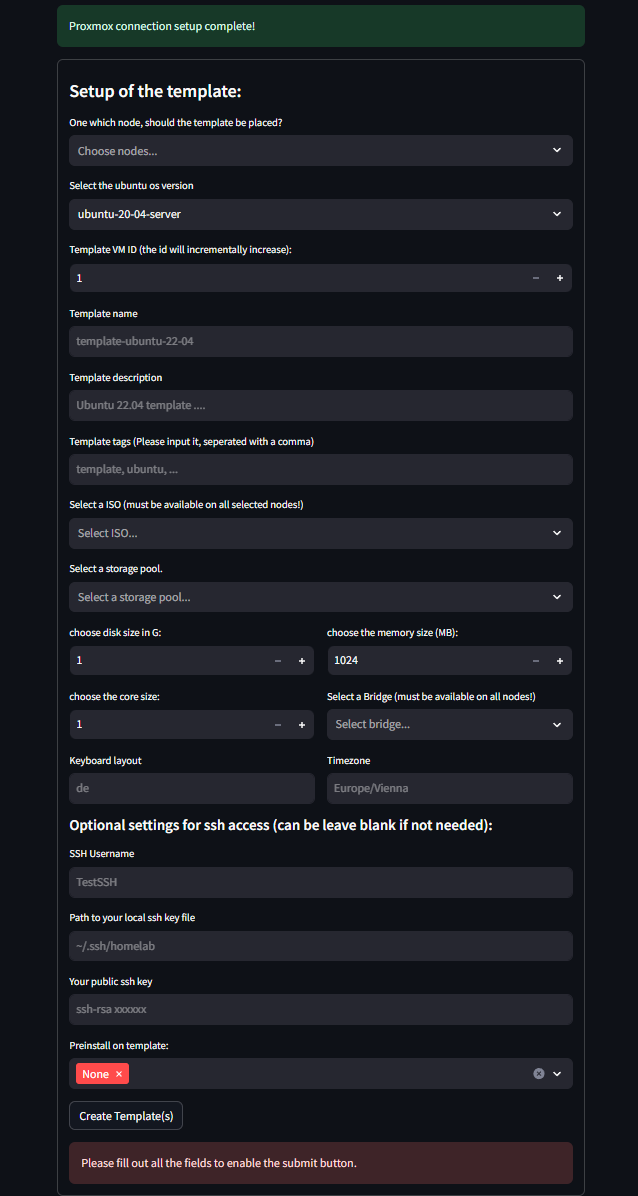 Proxmox connection setup complete!
Setup of the template:
One which node, should the template be placed?
Choose nodes...
Select the ubuntu os version
ubuntu-20-04-server
Template VM ID (the id will incrementally increase):
1
Template name
template-ubuntu-22-04
Template description
Ubuntu 22.04 template ....
Template tags (Please input it, seperated with a comma)
template, ubuntu, ...
Select a ISO (must be available on all selected nodes!)
Select ISO...
Select a storage pool.
Select a storage pool...
choose disk size in G:
1
choose the memory size (MB):
1024
choose the core size:
1
Select a Bridge (must be available on all nodes!)
Select bridge...
Keyboard layout
de
Timezone
Europe/Vienna
Optional settings for ssh access (can be leave blank if not needed):
SSH Username
TestSSH
Path to your local ssh key file
~/.ssh/homelab
Your public ssh key
ssh-rsa xxxxxx
Preinstall on template:
None
Create Template(s)
Please fill out all the fields to enable the submit button.